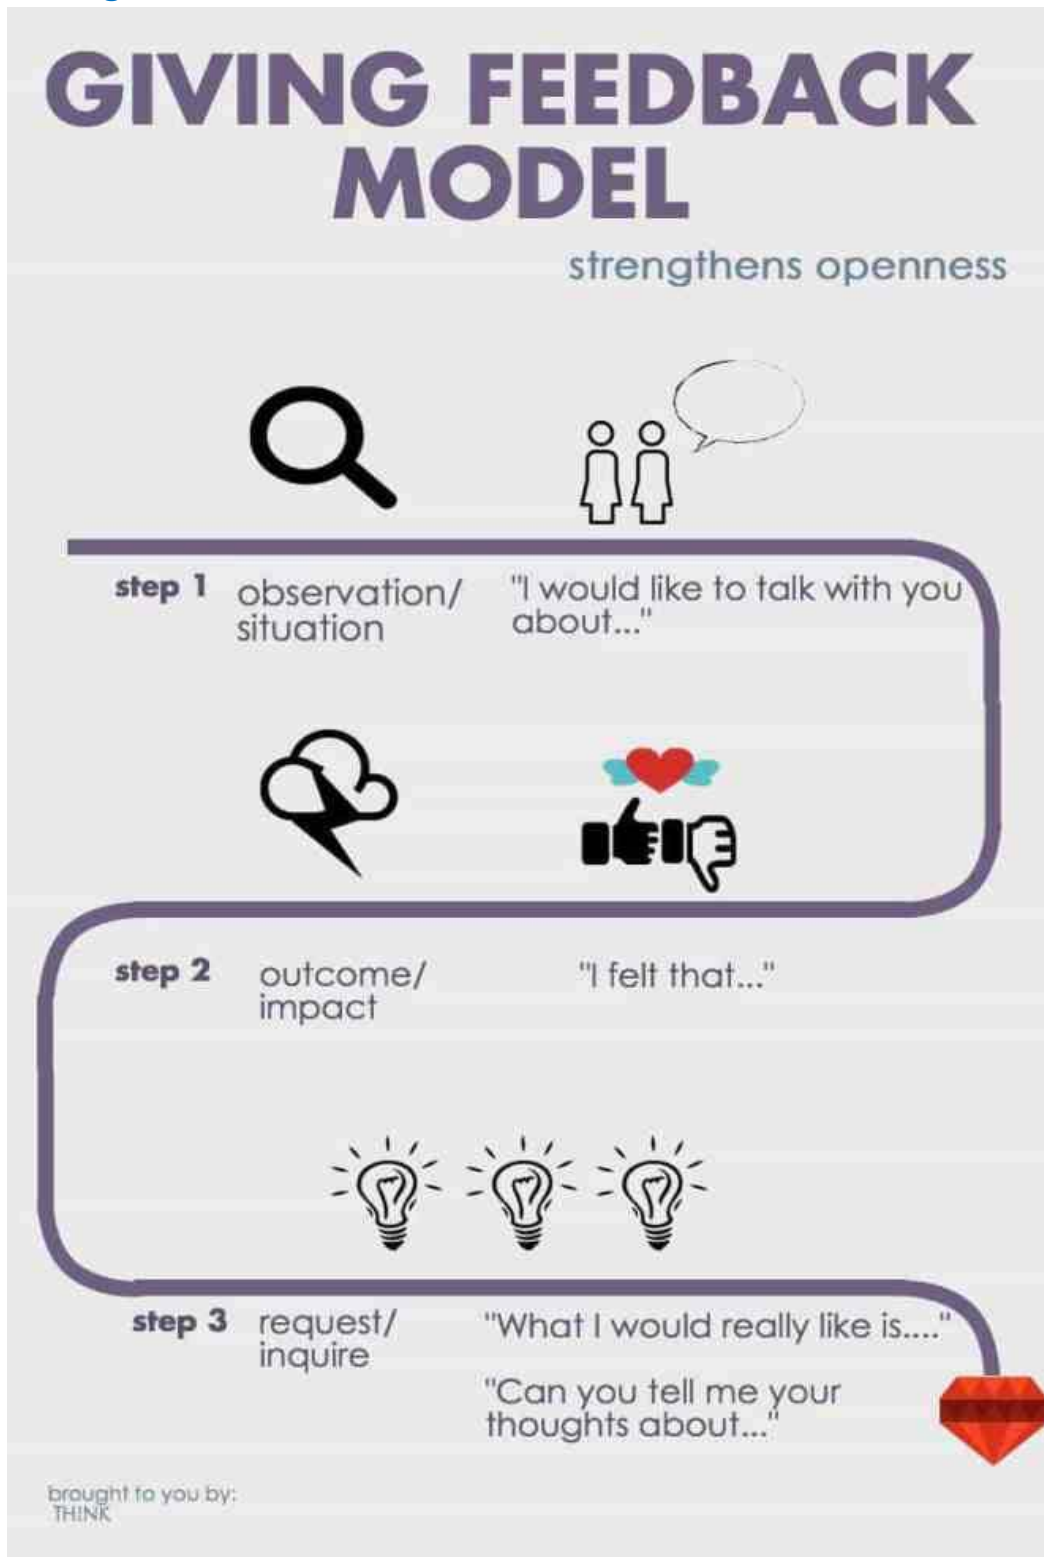 GIVING FEEDBACK
MODEL
strengthens openness
step 1
observation/
situation
"I would like to talk with you
about..."
step 2
outcome/
impact
"I felt that..."
step 3
request/
inquire
"What I would really like is...."
"Can you tell me your
thoughts about..."
brought to you by:
THINK